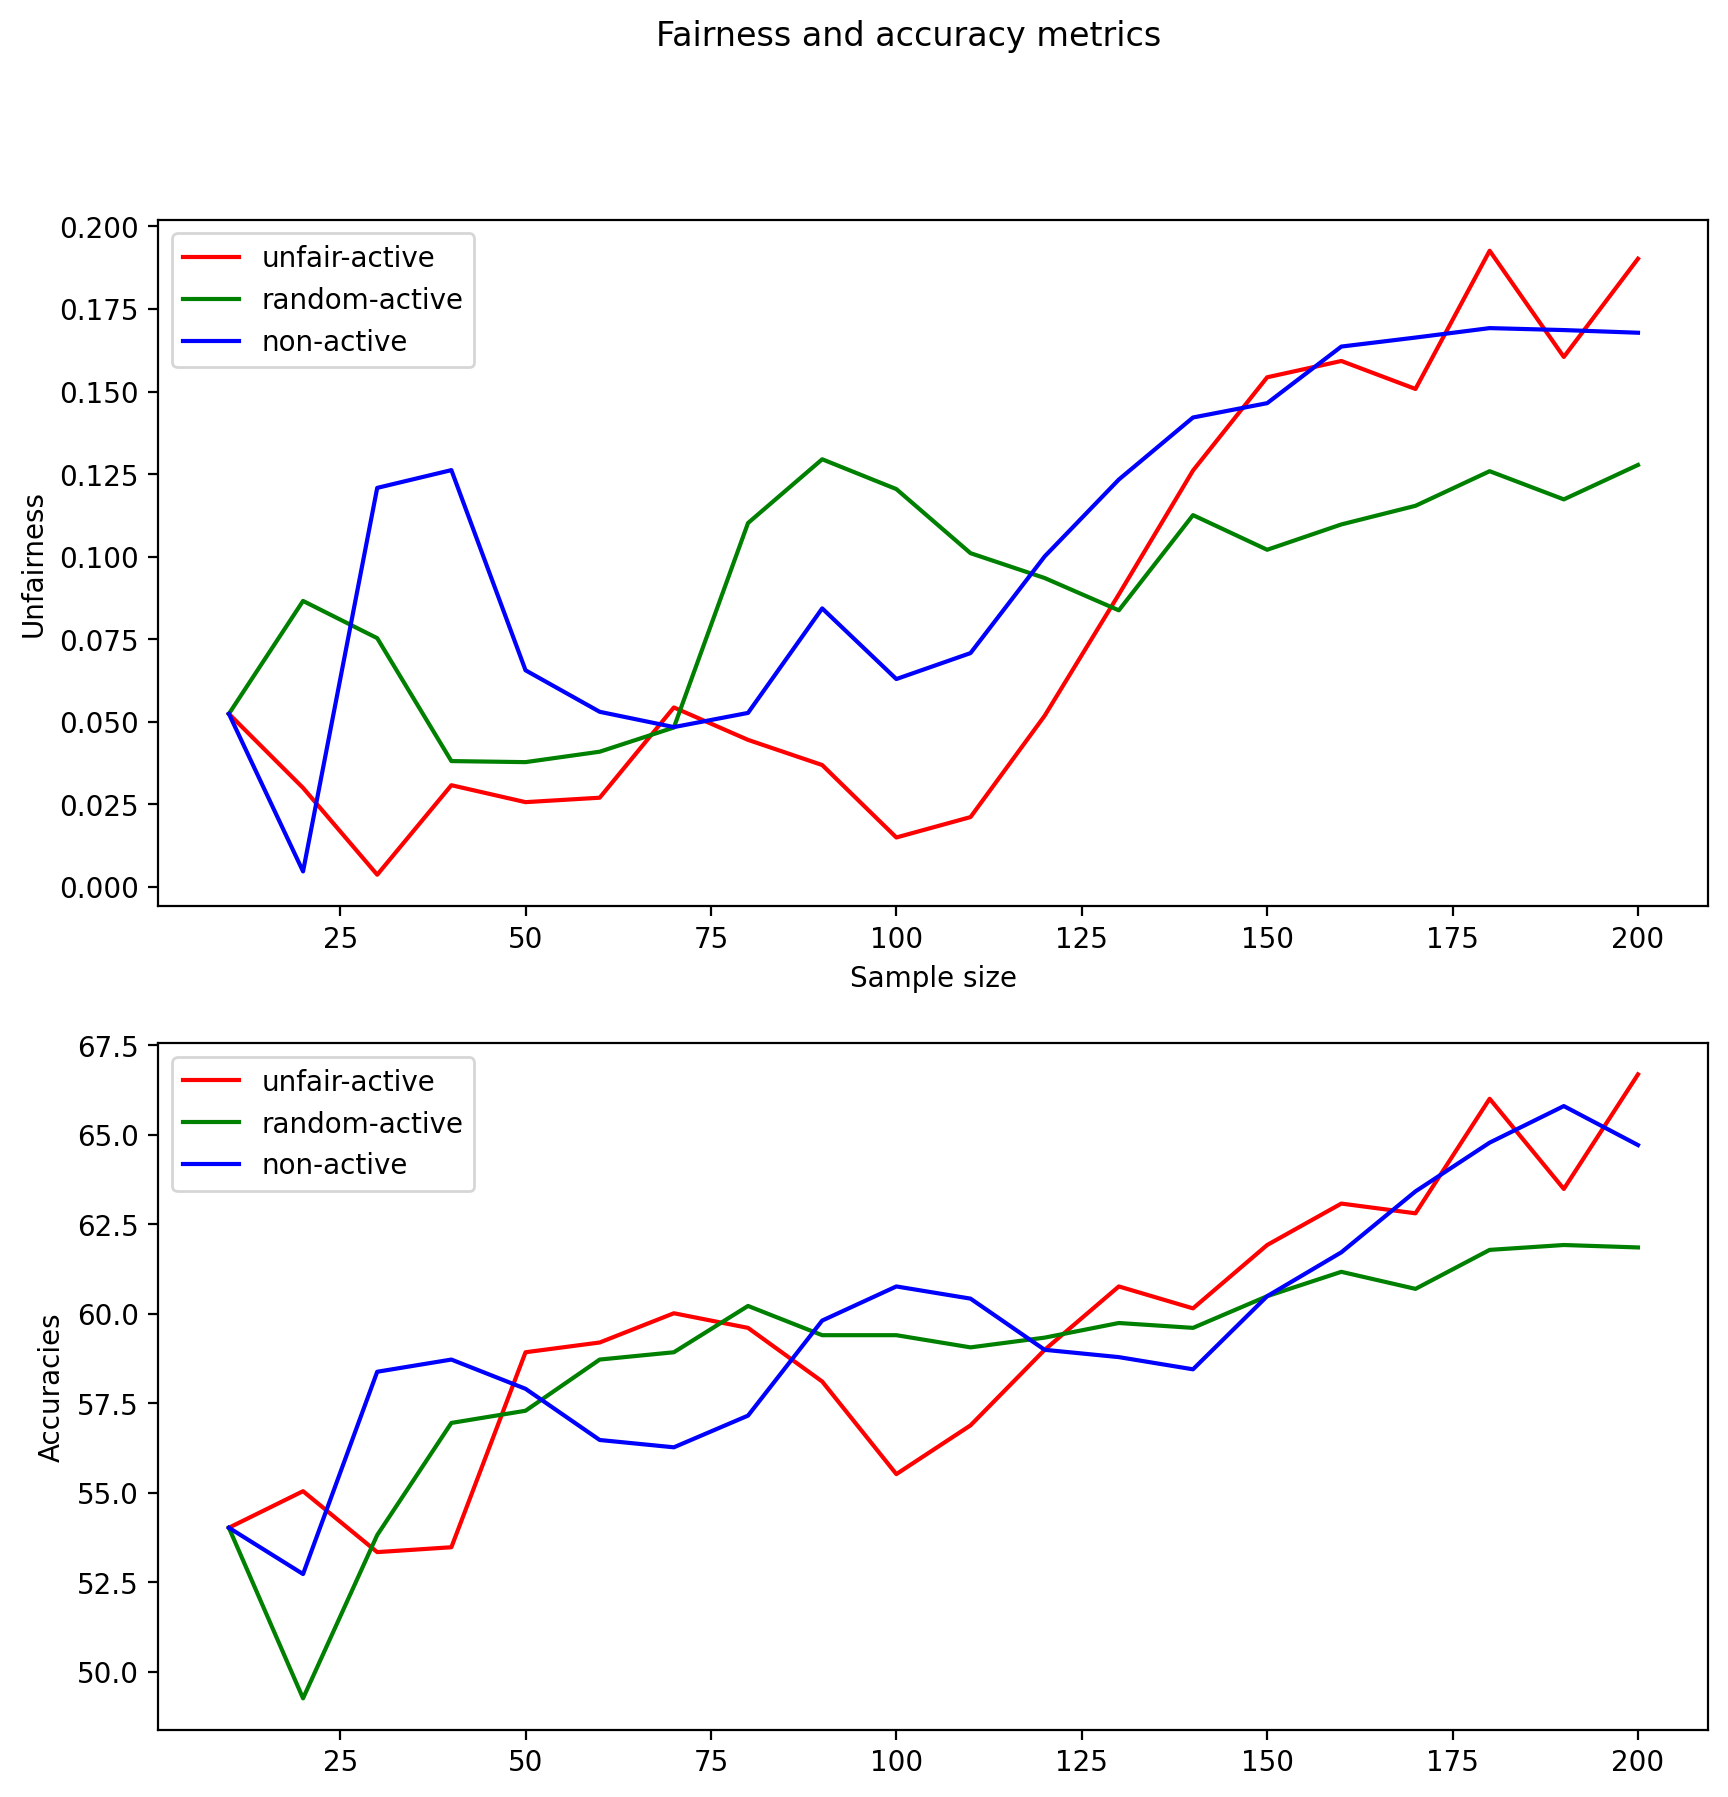 Fairness and accuracy metrics
0.200
0.175
0.150
0.125
0.100
0.075
0.050
0.025
0.000
Unfairness
unfair-active
random-active
non-active
25 50 75 100 125 150 175 200
Sample size
67.5
65.0
62.5
60.0
57.5
55.0
52.5
50.0
Accuracies
unfair-active
random-active
non-active
25 50 75 100 125 150 175 200